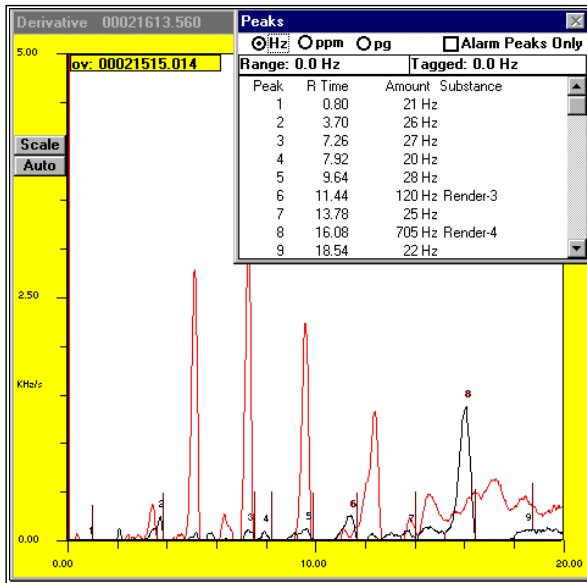 Derivative 00021613.560
Peaks
Hz ppm pg Alarm Peaks Only
Range: 0.0 Hz Tagged: 0.0 Hz
Peak R Time Amount Substance
1 0.80 21 Hz
2 3.70 26 Hz
3 7.26 27 Hz
4 7.92 20 Hz
5 9.64 28 Hz
6 11.44 120 Hz Render-3
7 13.78 25 Hz
8 16.08 705 Hz Render-4
9 18.54 22 Hz
5.00
ov: 00021515.014
Scale
Auto
2.50
KHz/s
8
2
6
1
3
4
5
7
9
0.00
0.00 10.00 20.00